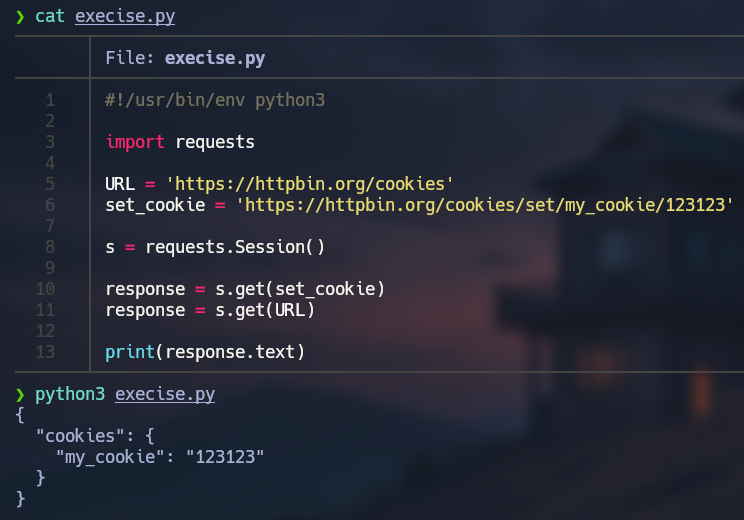 ❯ cat execise.py
File: execise.py
1 #!/usr/bin/env python3
2
3 import requests
4
5 URL = 'https://httpbin.org/cookies'
6 set_cookie = 'https://httpbin.org/cookies/set/my_cookie/123123'
7
8 s = requests.Session()
9
10 response = s.get(set_cookie)
11 response = s.get(URL)
12
13 print(response.text)
❯ python3 execise.py
{
  "cookies": {
    "my_cookie": "123123"
  }
}